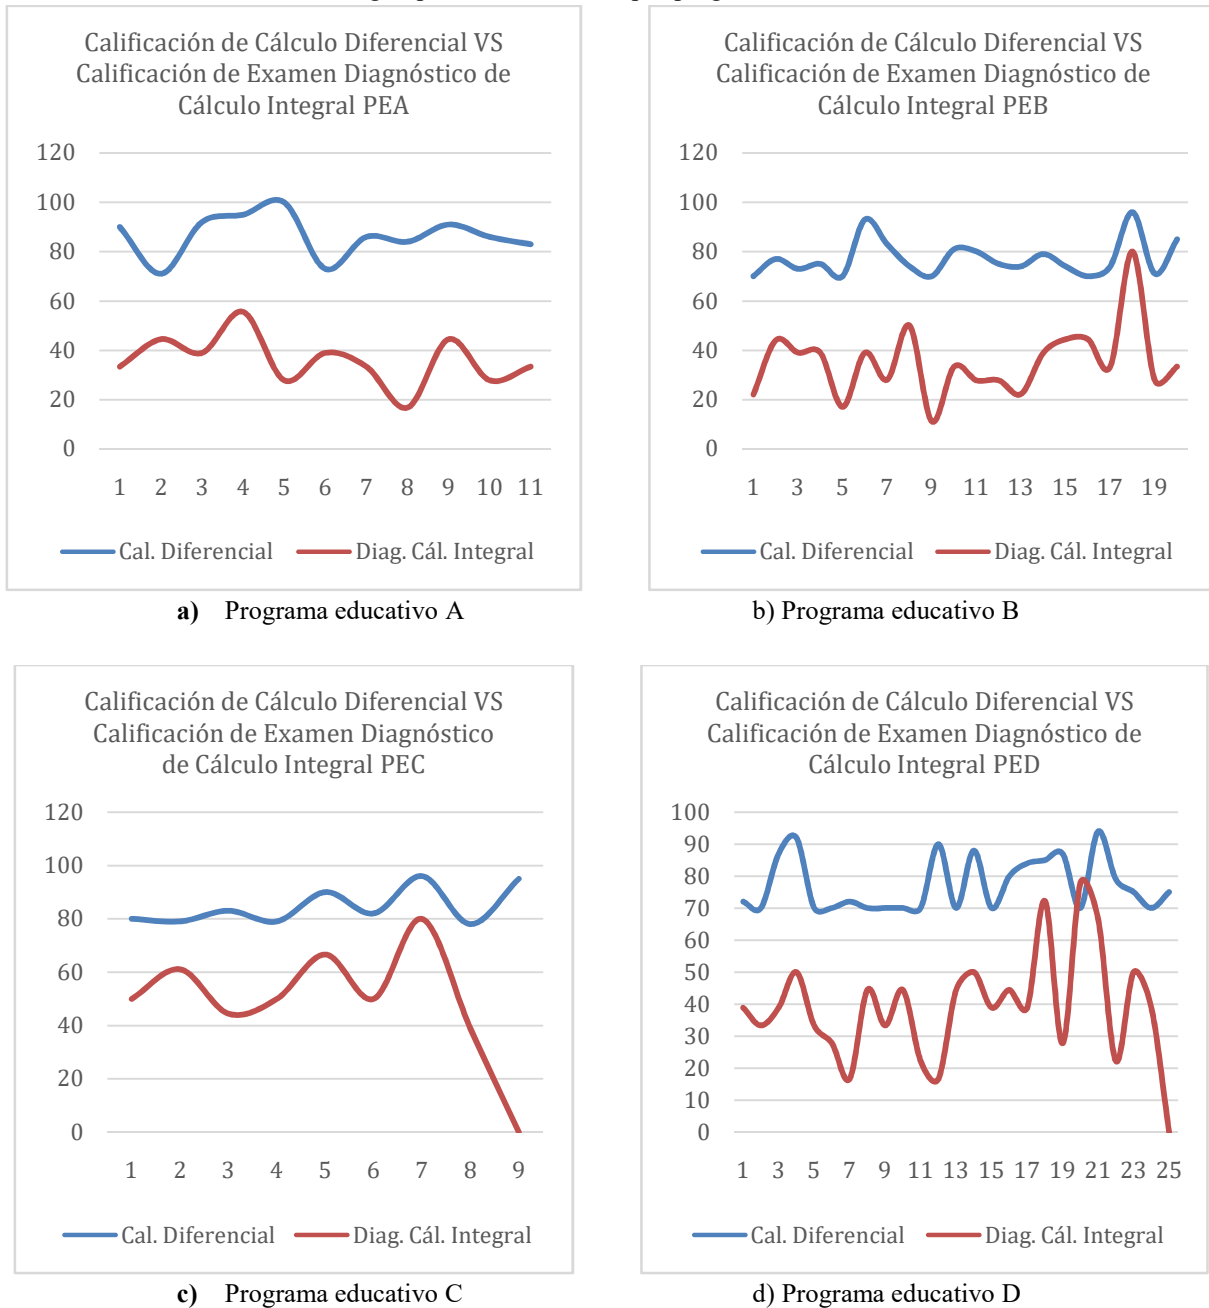 Calificación de Cálculo Diferencial VS
Calificación de Examen Diagnóstico de
Cálculo Integral PEA
120
100
80
60
40
20
0
1 2 3 4 5 6 7 8 9 10 11
Cal. Diferencial Diag. Cál. Integral
a) Programa educativo A
Calificación de Cálculo Diferencial VS
Calificación de Examen Diagnóstico de
Cálculo Integral PEB
120
100
80
60
40
20
0
1 3 5 7 9 11 13 15 17 19
Cal. Diferencial Diag. Cál. Integral
b) Programa educativo B
Calificación de Cálculo Diferencial VS
Calificación de Examen Diagnóstico
de Cálculo Integral PEC
120
100
80
60
40
20
0
1 2 3 4 5 6 7 8 9
Cal. Diferencial Diag. Cál. Integral
c) Programa educativo C
Calificación de Cálculo Diferencial VS
Calificación de Examen Diagnóstico de
Cálculo Integral PED
100
90
80
70
60
50
40
30
20
10
0
1 3 5 7 9 11 13 15 17 19 21 23 25
Cal. Diferencial Diag. Cál. Integral
d) Programa educativo D